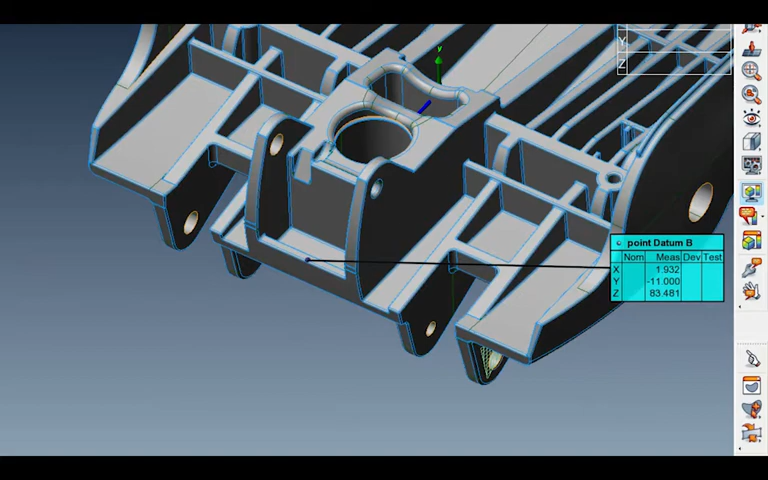 Y
Z
y
point Datum B
Nom Meas Dev Test
X 1.932
Y -11.000
Z 83.481